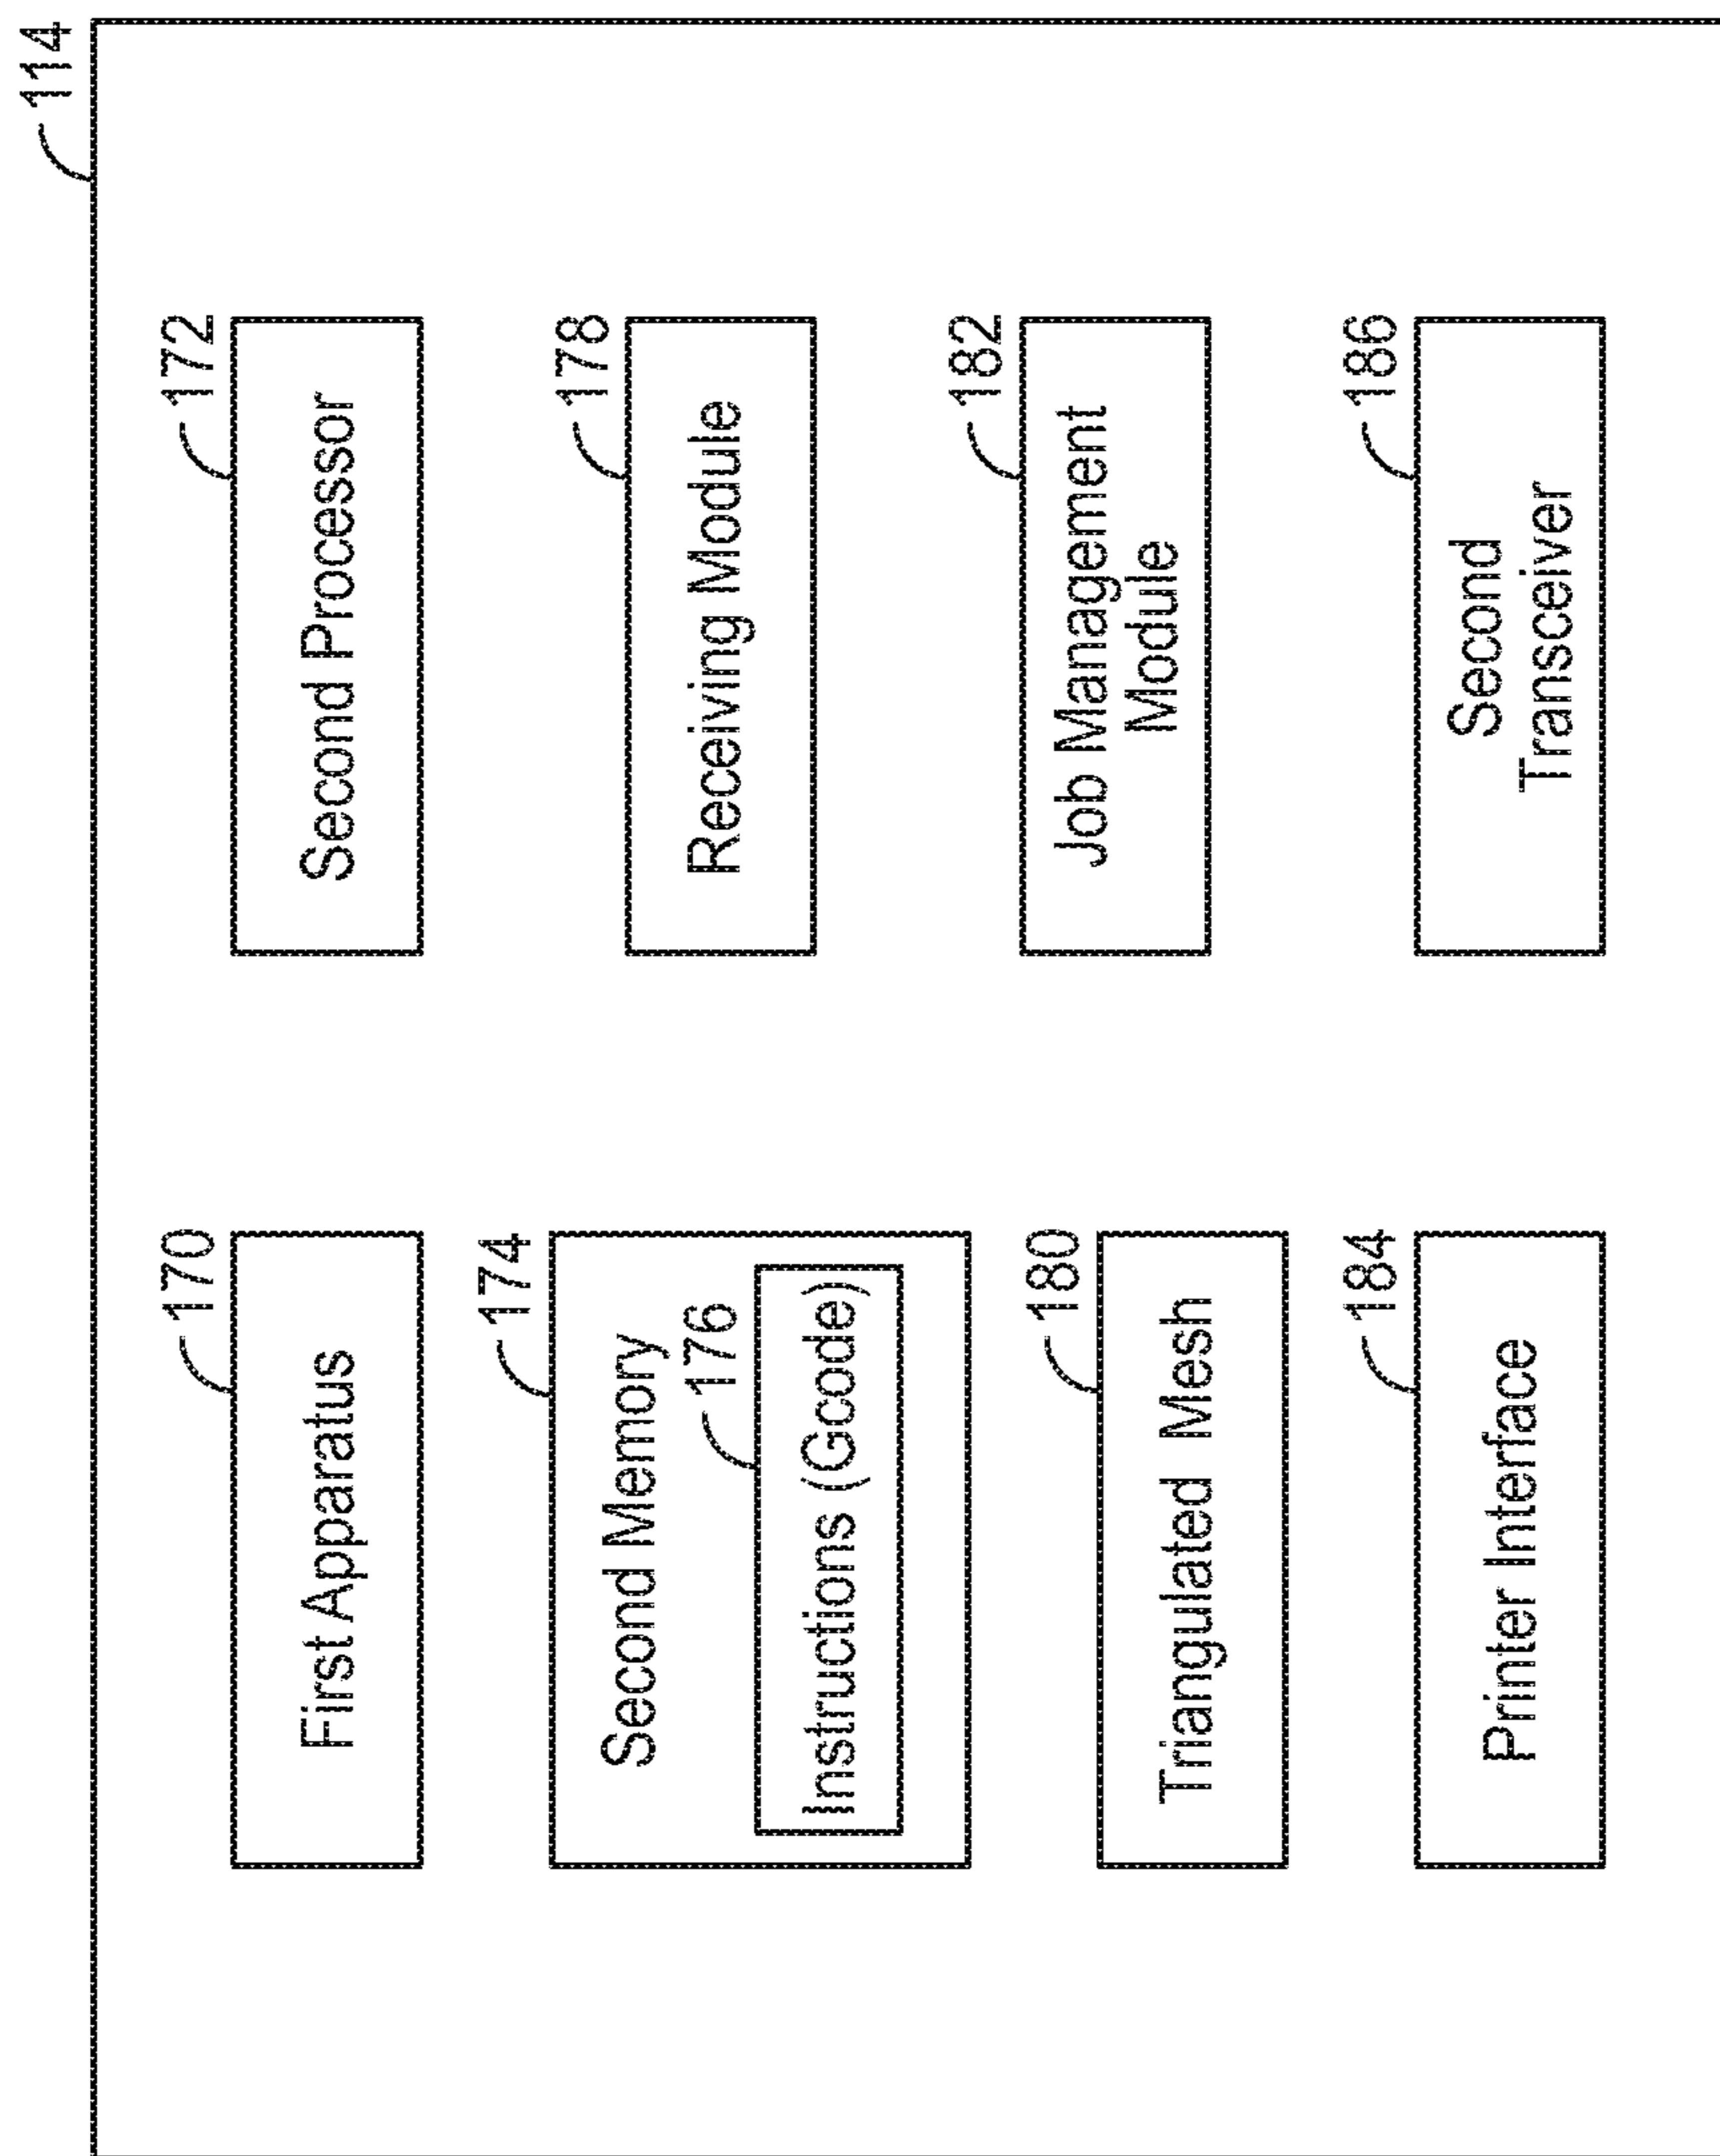 114
170
First Apparatus
172
Second Processor
174
Second Memory
176
Instructions (Gcode)
178
Receiving Module
180
Triangulated Mesh
182
Job Management
Module
184
Printer Interface
186
Second
Transceiver